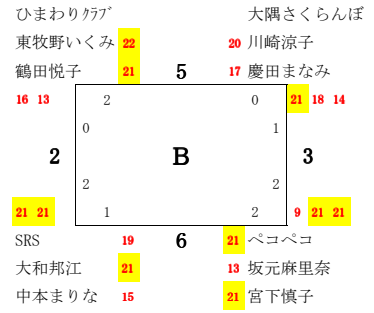 ひまわりｸﾗﾌﾞ 大隅さくらんぼ
東牧野いくみ 22 20 川崎涼子
鶴田悦子 21 5 17 慶田まなみ
16 13 2 0 21 18 14
0 1
2 B 3
2 2
21 21 1 2 9 21 21
SRS 19 6 21 ペコペコ
大和邦江 21 13 坂元麻里奈
中本まりな 15 21 宮下慎子